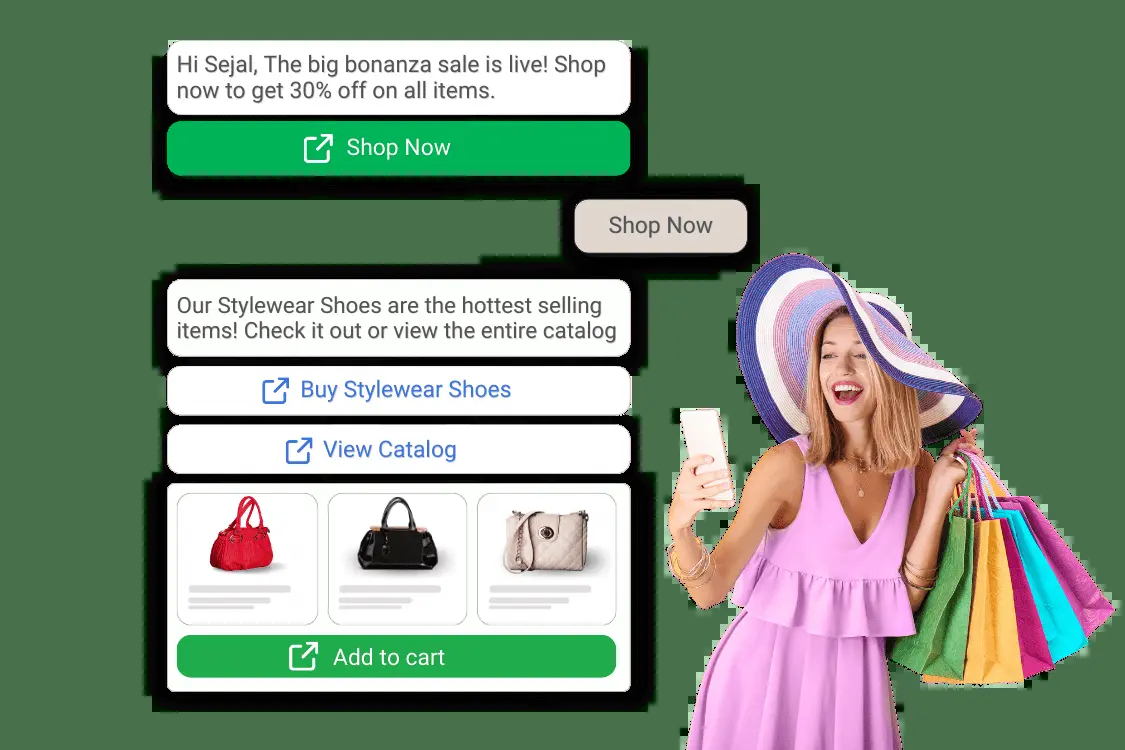 Hi Sejal, The big bonanza sale is live! Shop
now to get 30% off on all items.
Shop Now
Shop Now
Our Stylewear Shoes are the hottest selling
items! Check it out or view the entire catalog
Buy Stylewear Shoes
View Catalog
Add to cart